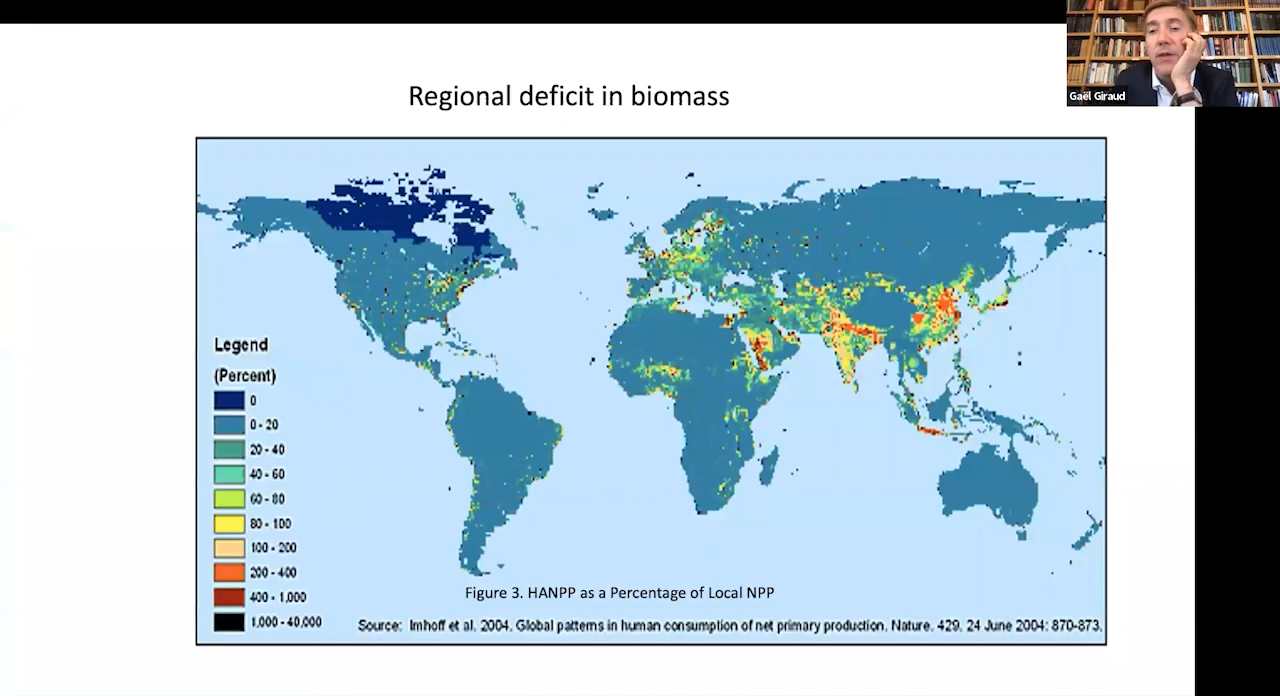 Gaël Giraud
Regional deficit in biomass
Legend
(Percent)
0
0 - 20
20 - 40
40 - 60
60 - 80
80 - 100
100 - 200
200 - 400
400 - 1,000
1,000 - 40,000
Figure 3. HANPP as a Percentage of Local NPP
Source: Imhoff et al. 2004. Global patterns in human consumption of net primary production. Nature. 429, 24 June 2004: 870-873.